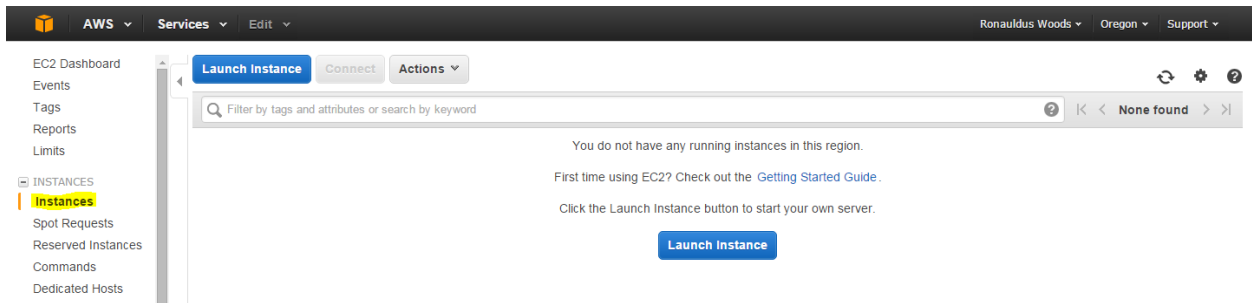 AWS Services Edit Ronauldus Woods Oregon Support
EC2 Dashboard
Events
Tags
Reports
Limits
INSTANCES
Instances
Spot Requests
Reserved Instances
Commands
Dedicated Hosts
Launch Instance Connect Actions
Filter by tags and attributes or search by keyword
None found
You do not have any running instances in this region.
First time using EC2? Check out the Getting Started Guide.
Click the Launch Instance button to start your own server.
Launch Instance